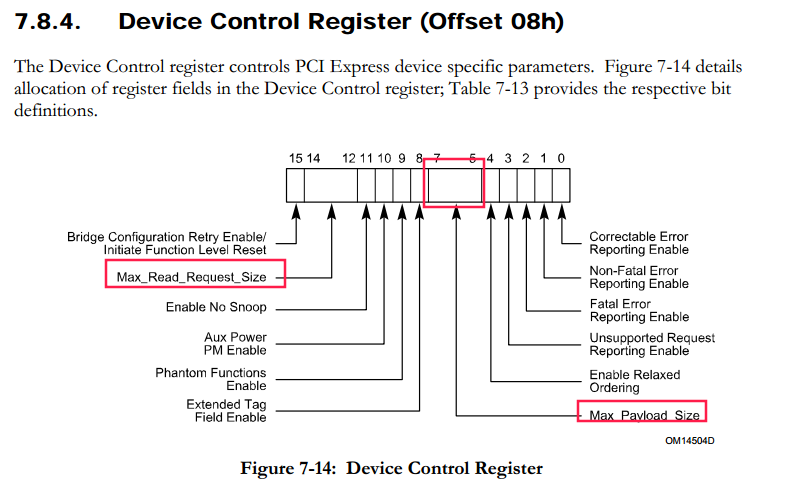 7.8.4. Device Control Register (Offset 08h)
The Device Control register controls PCI Express device specific parameters. Figure 7-14 details
allocation of register fields in the Device Control register; Table 7-13 provides the respective bit
definitions.
15 14 12 11 10 9 8 7 5 4 3 2 1 0
Bridge Configuration Retry Enable/
Initiate Function Level Reset
Max_Read_Request_Size
Enable No Snoop
Aux Power
PM Enable
Phantom Functions
Enable
Extended Tag
Field Enable
Correctable Error
Reporting Enable
Non-Fatal Error
Reporting Enable
Fatal Error
Reporting Enable
Unsupported Request
Reporting Enable
Enable Relaxed
Ordering
Max_Payload_Size
OM14504D
Figure 7-14: Device Control Register